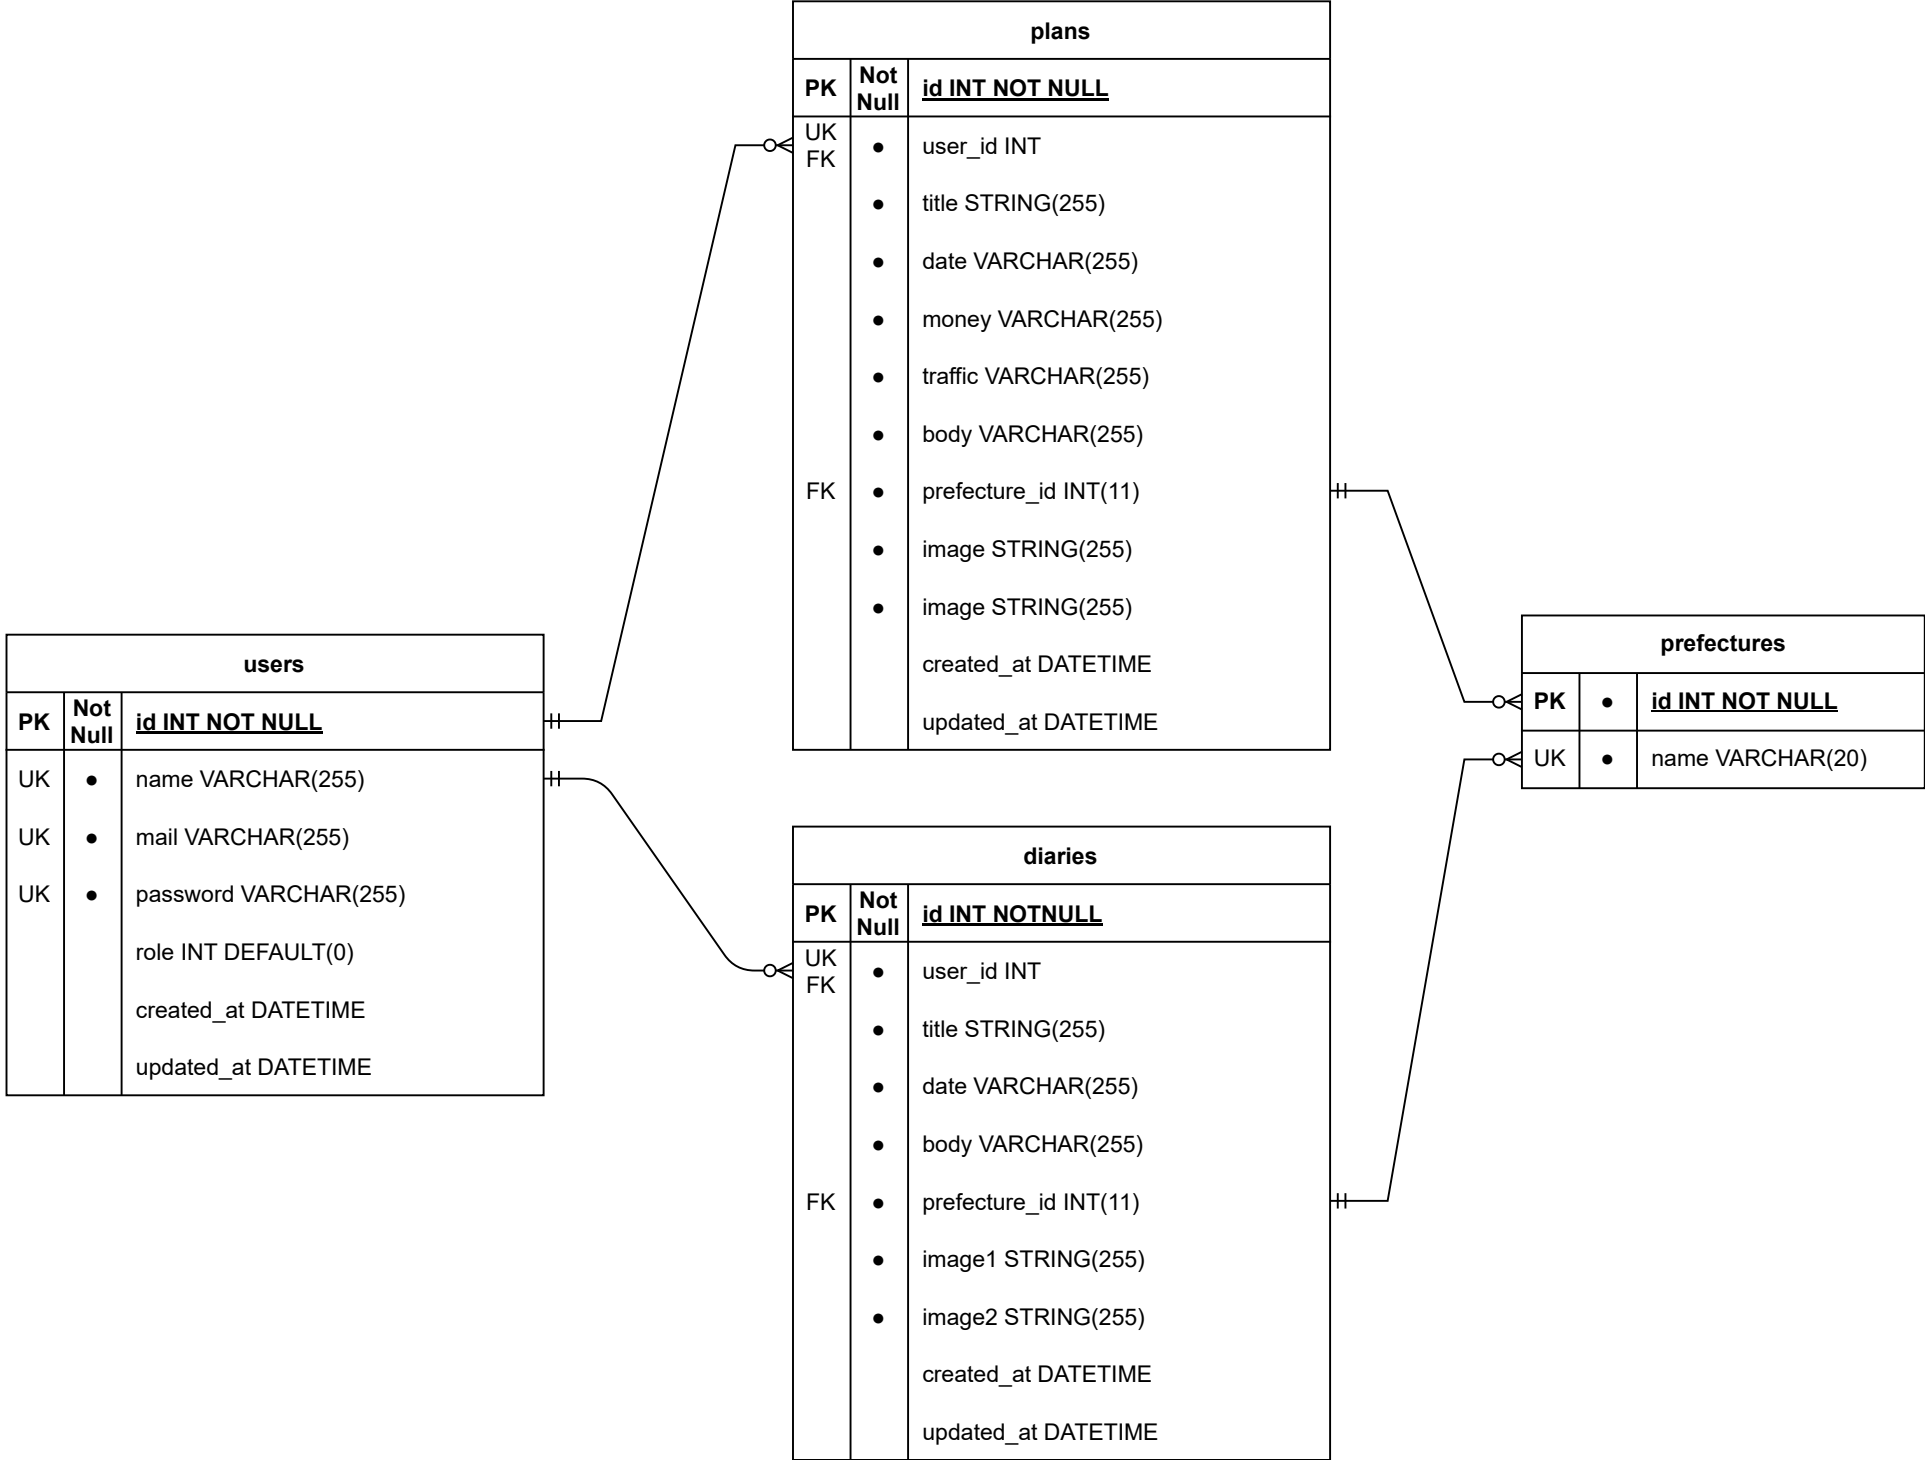 plans
PK Not Null id INT NOT NULL
UK FK ● user_id INT
● title STRING(255)
● date VARCHAR(255)
● money VARCHAR(255)
● traffic VARCHAR(255)
● body VARCHAR(255)
FK ● prefecture_id INT(11)
● image STRING(255)
● image STRING(255)
created_at DATETIME
updated_at DATETIME
users
PK Not Null id INT NOT NULL
UK ● name VARCHAR(255)
UK ● mail VARCHAR(255)
UK ● password VARCHAR(255)
role INT DEFAULT(0)
created_at DATETIME
updated_at DATETIME
prefectures
PK ● id INT NOT NULL
UK ● name VARCHAR(20)
diaries
PK Not Null id INT NOTNULL
UK FK ● user_id INT
● title STRING(255)
● date VARCHAR(255)
● body VARCHAR(255)
FK ● prefecture_id INT(11)
● image1 STRING(255)
● image2 STRING(255)
created_at DATETIME
updated_at DATETIME